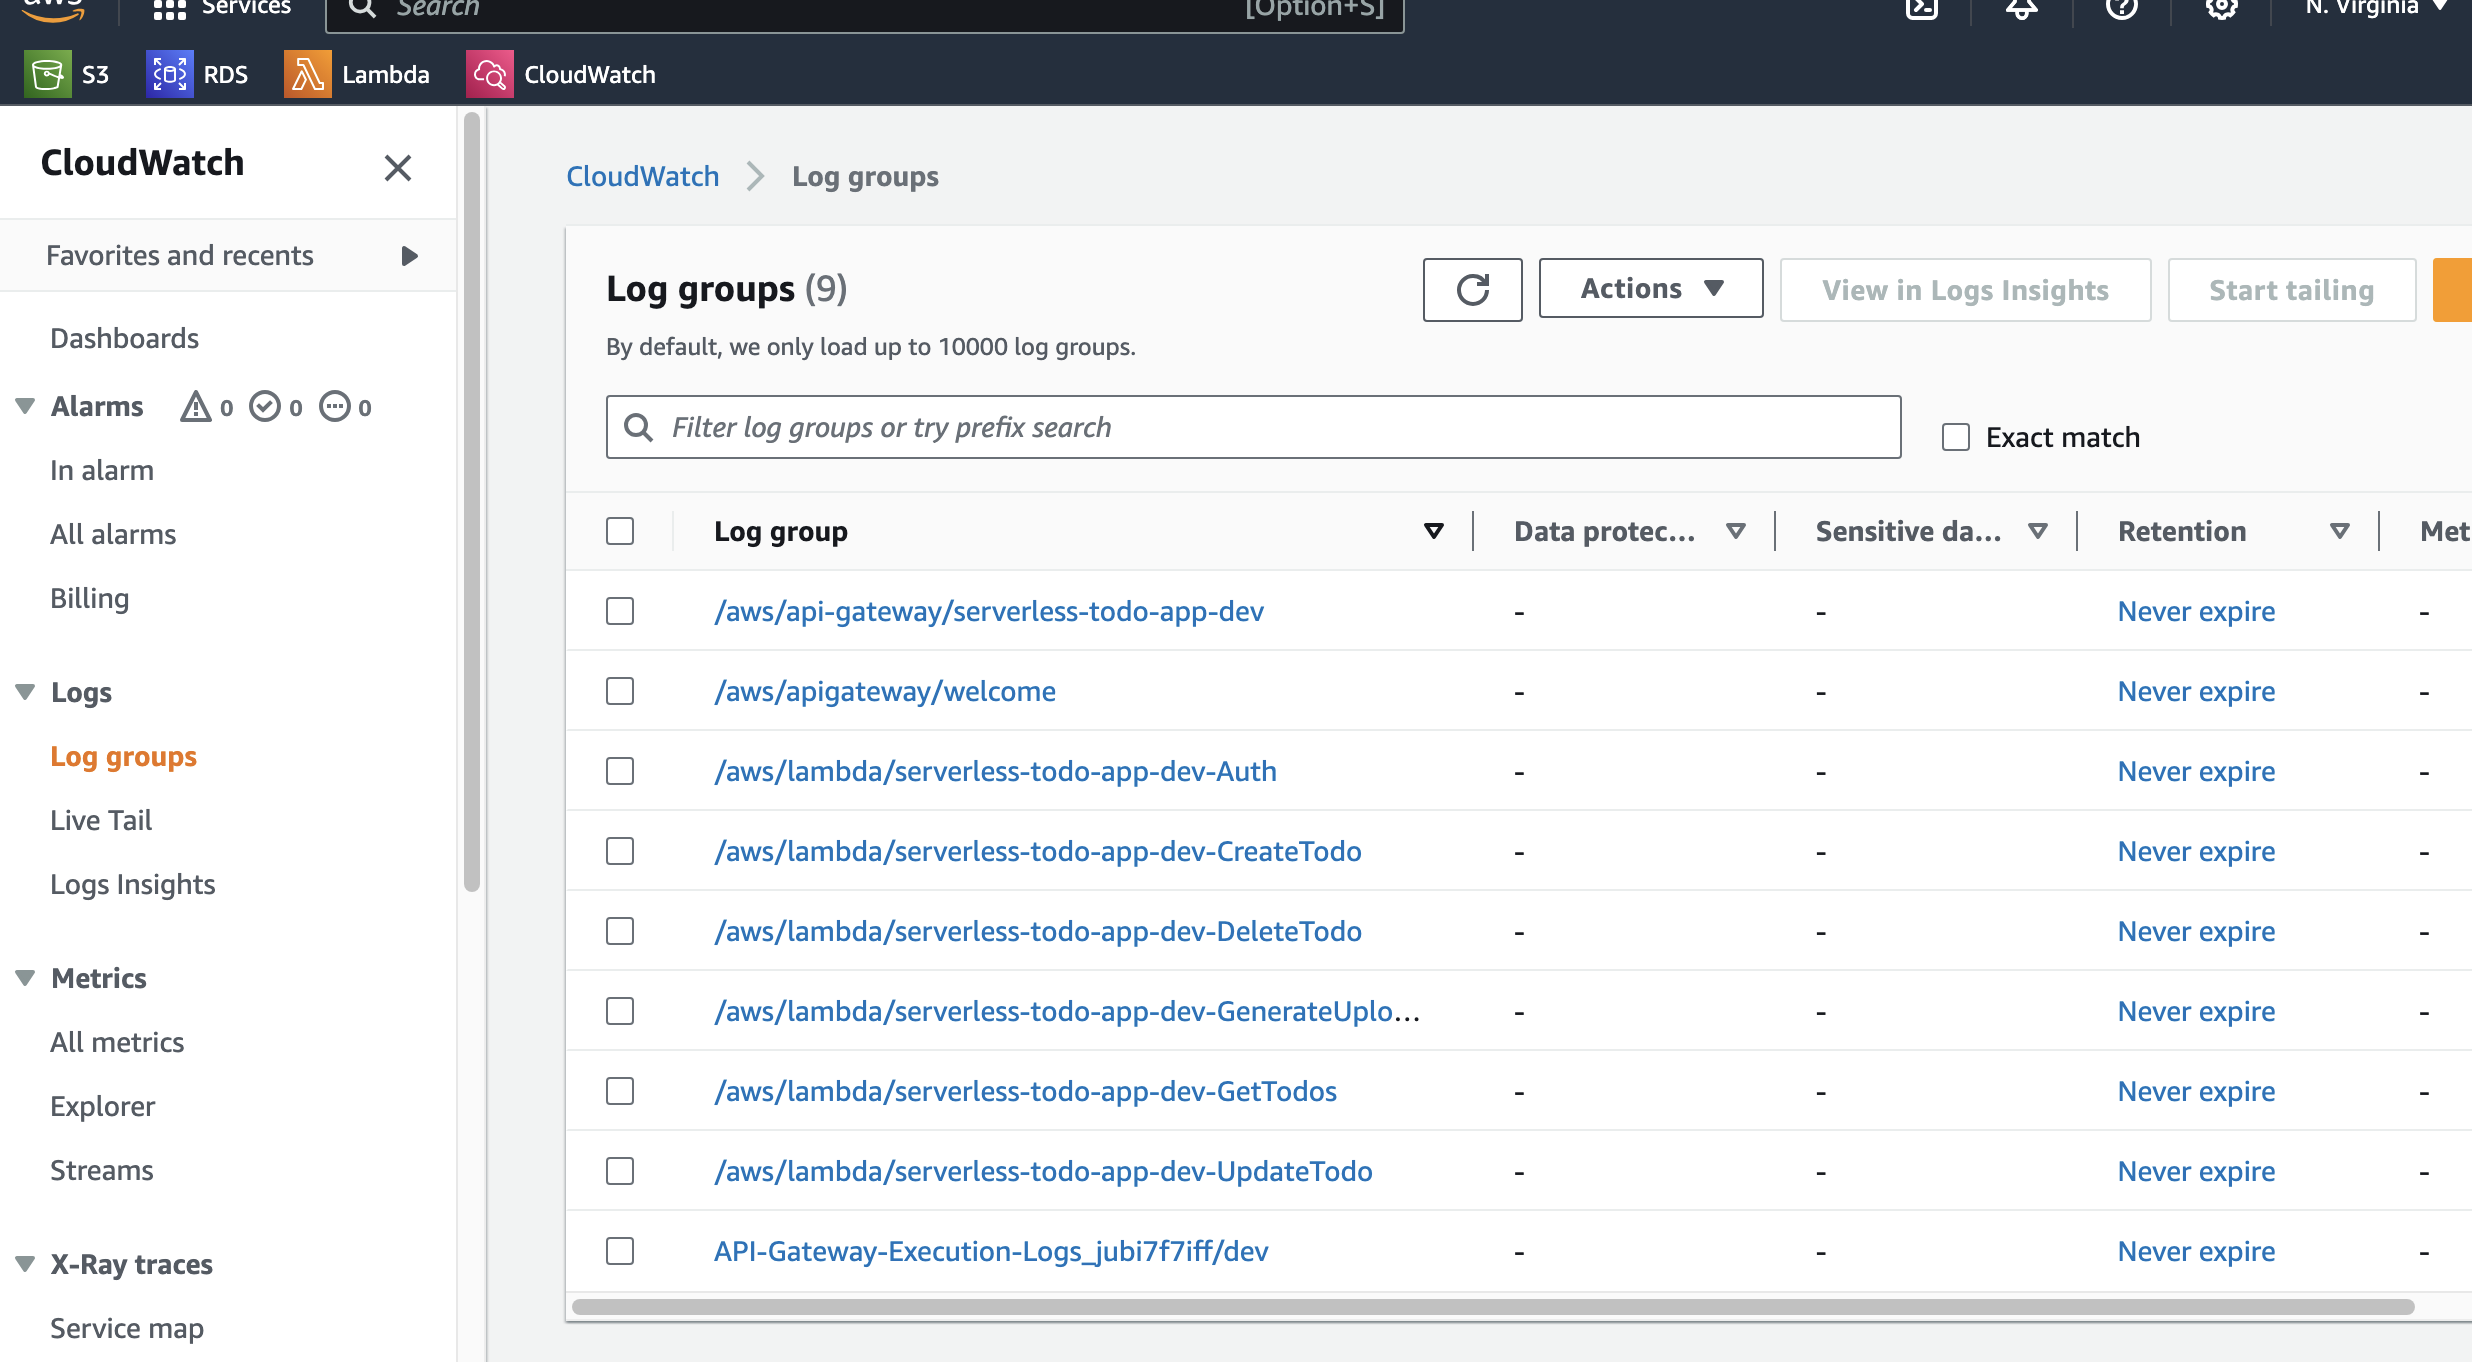 aws Services Search [Option+S] N. Virginia
S3 RDS Lambda CloudWatch
CloudWatch
Favorites and recents
Dashboards
Alarms 0 0 0
In alarm
All alarms
Billing
Logs
Log groups
Live Tail
Logs Insights
Metrics
All metrics
Explorer
Streams
X-Ray traces
Service map
CloudWatch Log groups
Log groups (9)
Actions View in Logs Insights Start tailing
By default, we only load up to 10000 log groups.
Filter log groups or try prefix search Exact match
Log group Data protec... Sensitive da... Retention Met
/aws/api-gateway/serverless-todo-app-dev - - Never expire -
/aws/apigateway/welcome - - Never expire -
/aws/lambda/serverless-todo-app-dev-Auth - - Never expire -
/aws/lambda/serverless-todo-app-dev-CreateTodo - - Never expire -
/aws/lambda/serverless-todo-app-dev-DeleteTodo - - Never expire -
/aws/lambda/serverless-todo-app-dev-GenerateUplo... - - Never expire -
/aws/lambda/serverless-todo-app-dev-GetTodos - - Never expire -
/aws/lambda/serverless-todo-app-dev-UpdateTodo - - Never expire -
API-Gateway-Execution-Logs_jubi7f7iff/dev - - Never expire -